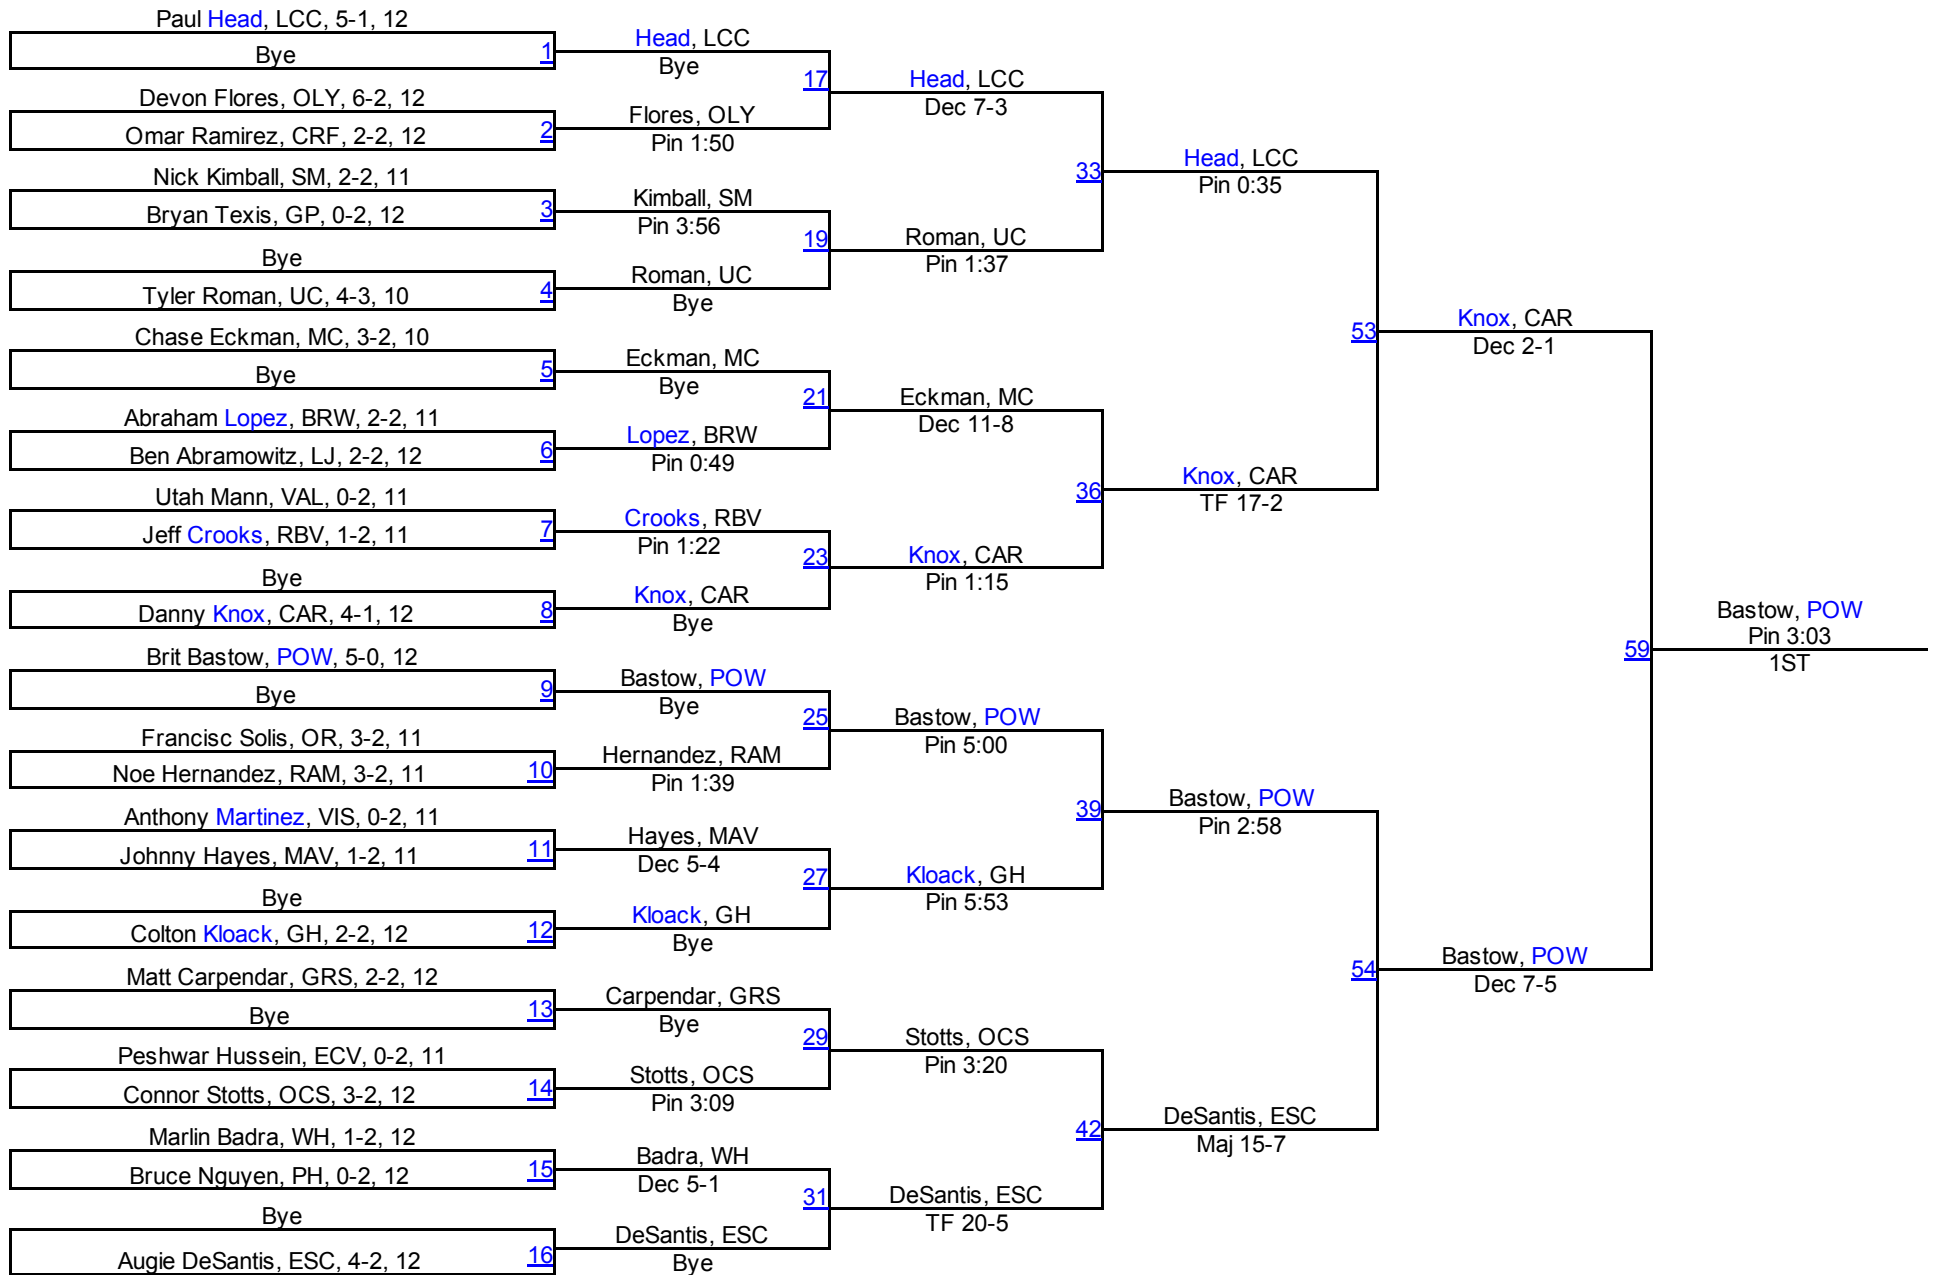 Paul Head, LCC, 5-1, 12
Bye
1
Devon Flores, OLY, 6-2, 12
Omar Ramirez, CRF, 2-2, 12
2
Nick Kimball, SM, 2-2, 11
Bryan Texis, GP, 0-2, 12
3
Bye
Tyler Roman, UC, 4-3, 10
4
Chase Eckman, MC, 3-2, 10
Bye
5
Abraham Lopez, BRW, 2-2, 11
Ben Abramowitz, LJ, 2-2, 12
6
Utah Mann, VAL, 0-2, 11
Jeff Crooks, RBV, 1-2, 11
7
Bye
Danny Knox, CAR, 4-1, 12
8
Brit Bastow, POW, 5-0, 12
Bye
9
Francisc Solis, OR, 3-2, 11
Noe Hernandez, RAM, 3-2, 11
10
Anthony Martinez, VIS, 0-2, 11
Johnny Hayes, MAV, 1-2, 11
11
Bye
Colton Kloack, GH, 2-2, 12
12
Matt Carpendar, GRS, 2-2, 12
Bye
13
Peshwar Hussein, ECV, 0-2, 11
Connor Stotts, OCS, 3-2, 12
14
Marlin Badra, WH, 1-2, 12
Bruce Nguyen, PH, 0-2, 12
15
Bye
Augie DeSantis, ESC, 4-2, 12
16
Head, LCC
Bye
17
Flores, OLY
Pin 1:50
Kimball, SM
Pin 3:56
19
Roman, UC
Bye
Eckman, MC
Bye
21
Lopez, BRW
Pin 0:49
Crooks, RBV
Pin 1:22
23
Knox, CAR
Bye
Bastow, POW
Bye
25
Hernandez, RAM
Pin 1:39
Hayes, MAV
Dec 5-4
27
Kloack, GH
Bye
Carpendar, GRS
Bye
29
Stotts, OCS
Pin 3:09
Badra, WH
Dec 5-1
31
DeSantis, ESC
Bye
Head, LCC
Dec 7-3
33
Roman, UC
Pin 1:37
Eckman, MC
Dec 11-8
36
Knox, CAR
Pin 1:15
Bastow, POW
Pin 5:00
39
Kloack, GH
Pin 5:53
Stotts, OCS
Pin 3:20
42
DeSantis, ESC
TF 20-5
Head, LCC
Pin 0:35
53
Knox, CAR
TF 17-2
Bastow, POW
Pin 2:58
54
DeSantis, ESC
Maj 15-7
Knox, CAR
Dec 2-1
59
Bastow, POW
Dec 7-5
Bastow, POW
Pin 3:03
1ST